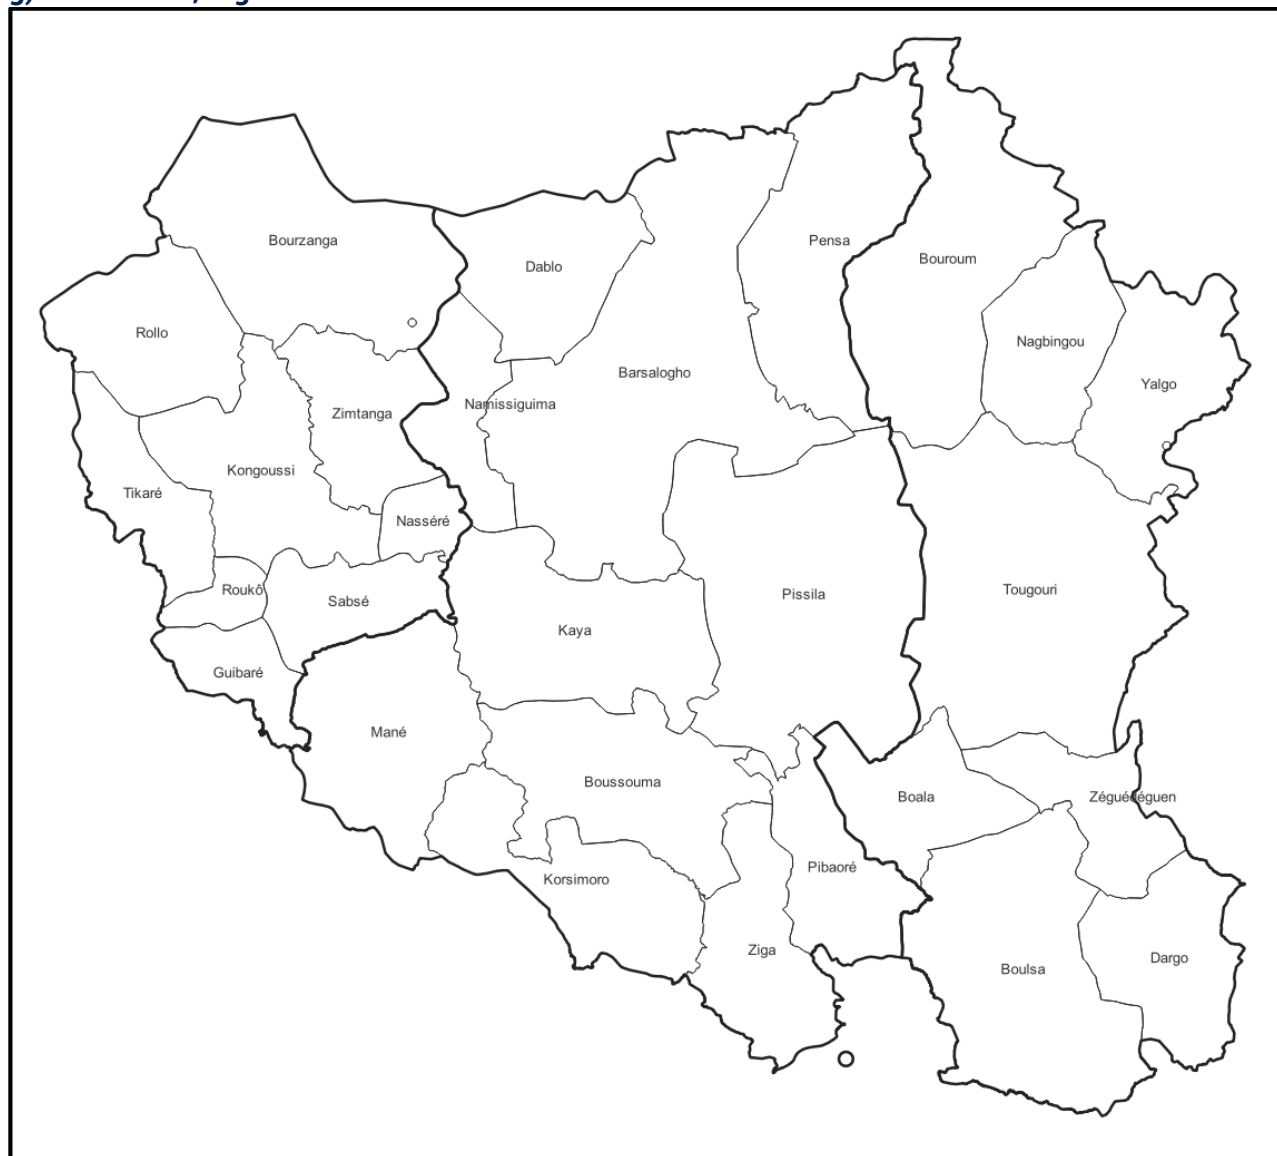 Bourzanga
Pensa
Bouroum
Dablo
Rollo
Nagbingou
Barsalogho
Yalgo
Namissiguima
Zimtanga
Kongoussi
Tikaré
Nasséré
Roukô
Sabsé
Pissila
Tougouri
Kaya
Guibaré
Mané
Boussouma
Boala
Zéguédéguen
Pibaoré
Korsimoro
Ziga
Dargo
Boulsa